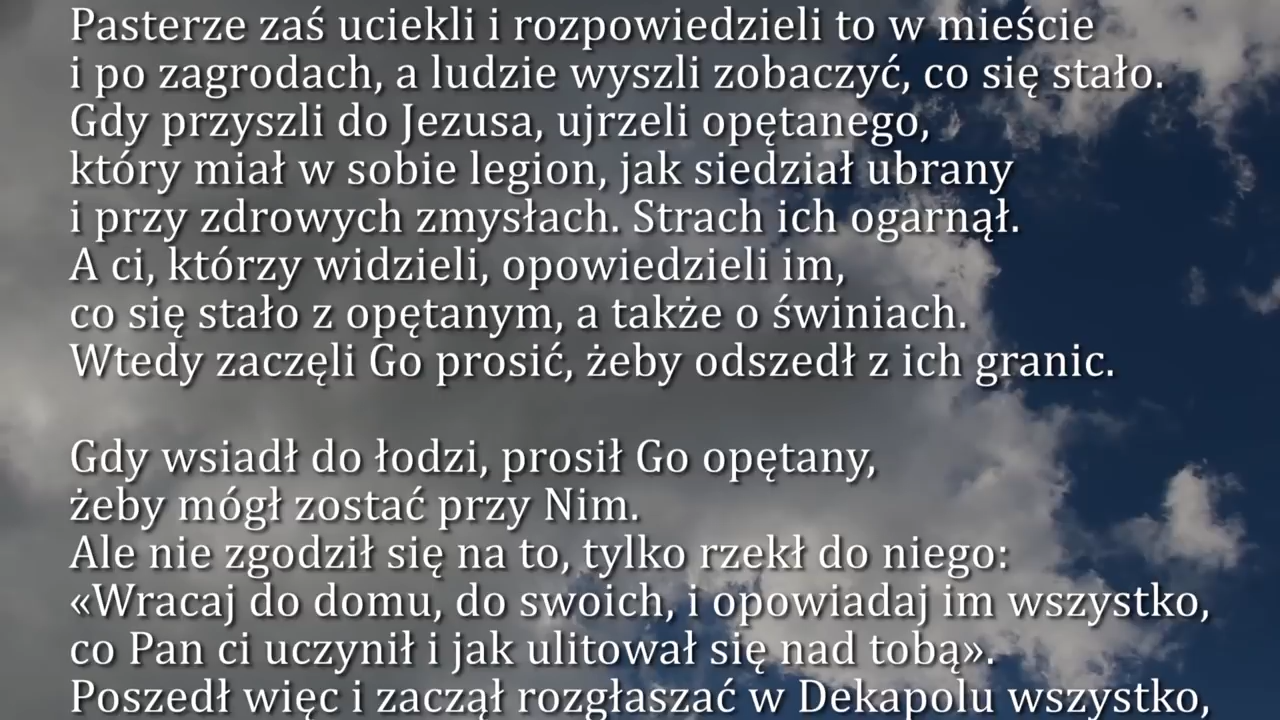 Pasterze zaś uciekli i rozpowiedzieli to w mieście
i po zagrodach, a ludzie wyszli zobaczyć, co się stało.
Gdy przyszli do Jezusa, ujrzeli opętanego,
który miał w sobie legion, jak siedział ubrany
i przy zdrowych zmysłach. Strach ich ogarnął.
A ci, którzy widzieli, opowiedzieli im,
co się stało z opętanym, a także o świniach.
Wtedy zaczęli Go prosić, żeby odszedł z ich granic.
Gdy wsiadł do łodzi, prosił Go opętany,
żeby mógł zostać przy Nim.
Ale nie zgodził się na to, tylko rzekł do niego:
«Wracaj do domu, do swoich, i opowiadaj im wszystko,
co Pan ci uczynił i jak ulitował się nad tobą».
Poszedł więc i zaczął rozgłaszać w Dekapolu wszystko,